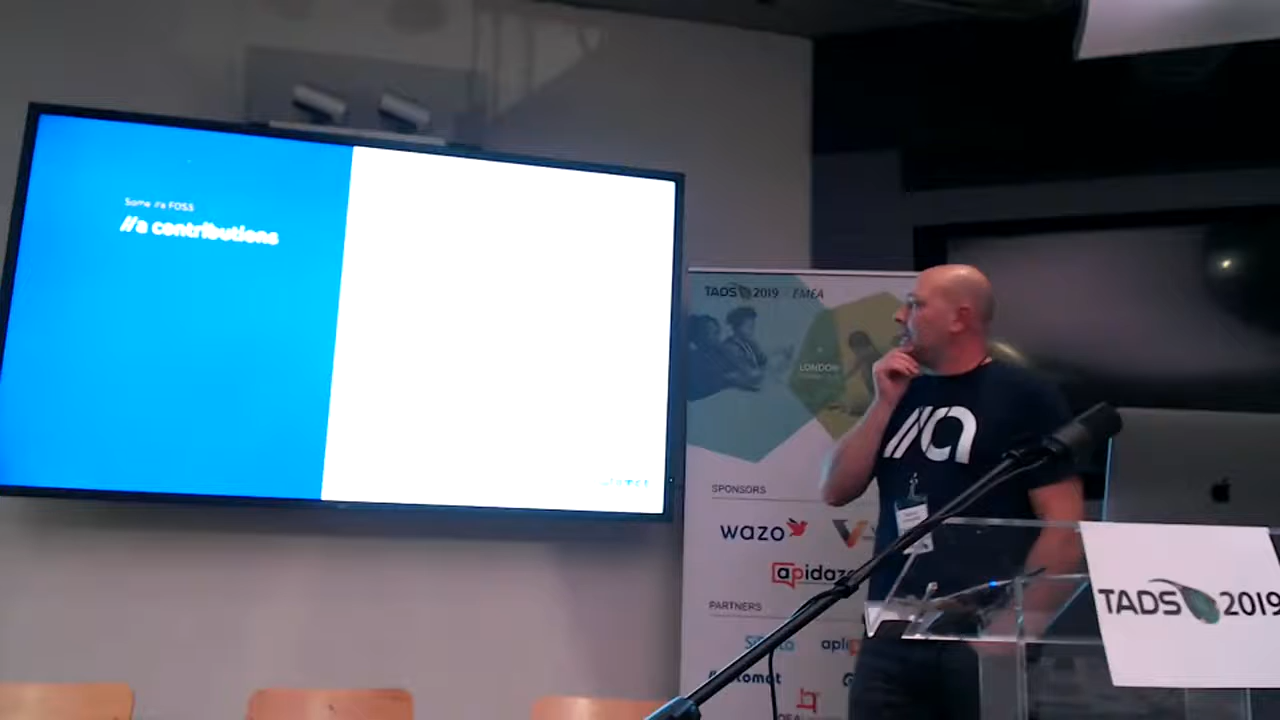 Some //a FOSS
//a contributions
TADS 2019 EMEA
LONDON
//a
SPONSORS
wazo
apidaze
PARTNERS
TADS 2019